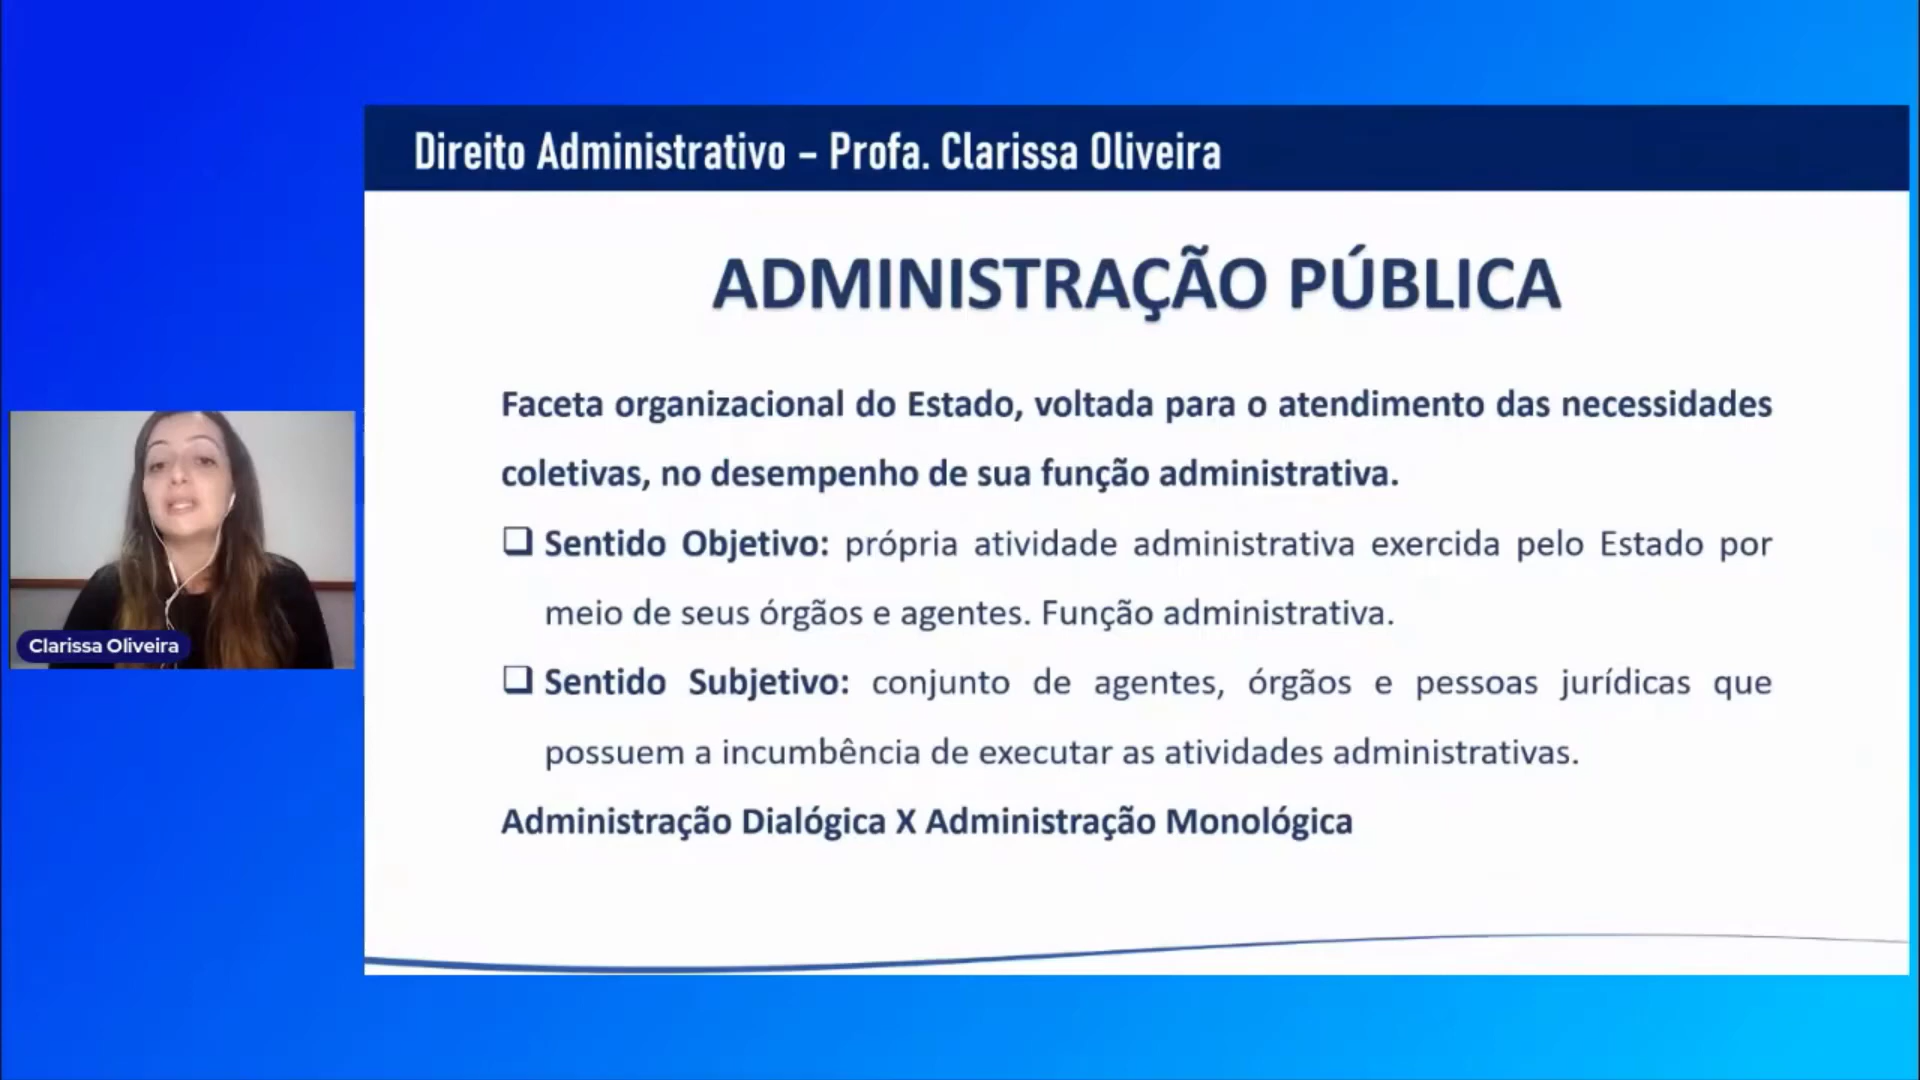 Direito Administrativo – Profa. Clarissa Oliveira
ADMINISTRAÇÃO PÚBLICA
Faceta organizacional do Estado, voltada para o atendimento das necessidades
coletivas, no desempenho de sua função administrativa.
❑ Sentido Objetivo: própria atividade administrativa exercida pelo Estado por
meio de seus órgãos e agentes. Função administrativa.
❑ Sentido Subjetivo: conjunto de agentes, órgãos e pessoas jurídicas que
possuem a incumbência de executar as atividades administrativas.
Administração Dialógica X Administração Monológica
Clarissa Oliveira